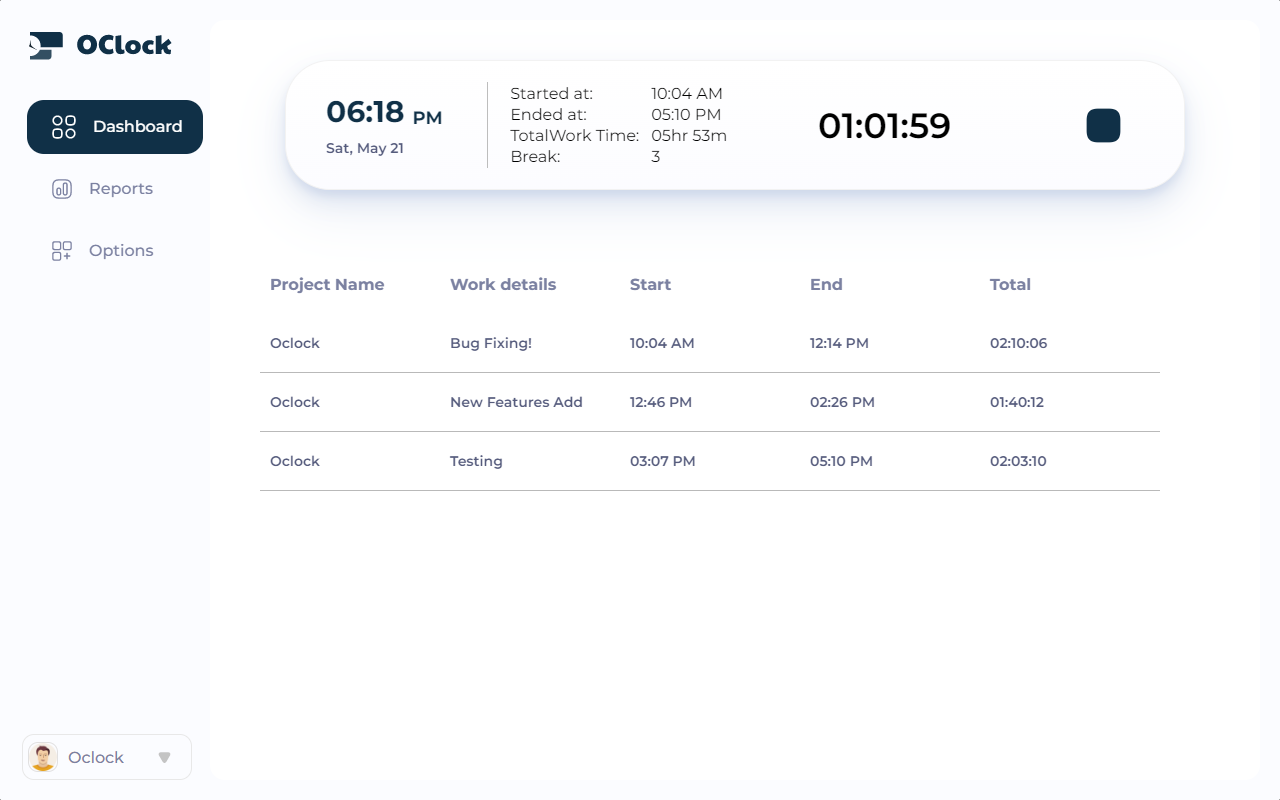 OClock
Dashboard
Reports
Options
Oclock
06:18 PM
Sat, May 21
Started at: 10:04 AM
Ended at: 05:10 PM
TotalWork Time: 05hr 53m
Break: 3
01:01:59
Project Name Work details Start End Total
Oclock Bug Fixing! 10:04 AM 12:14 PM 02:10:06
Oclock New Features Add 12:46 PM 02:26 PM 01:40:12
Oclock Testing 03:07 PM 05:10 PM 02:03:10